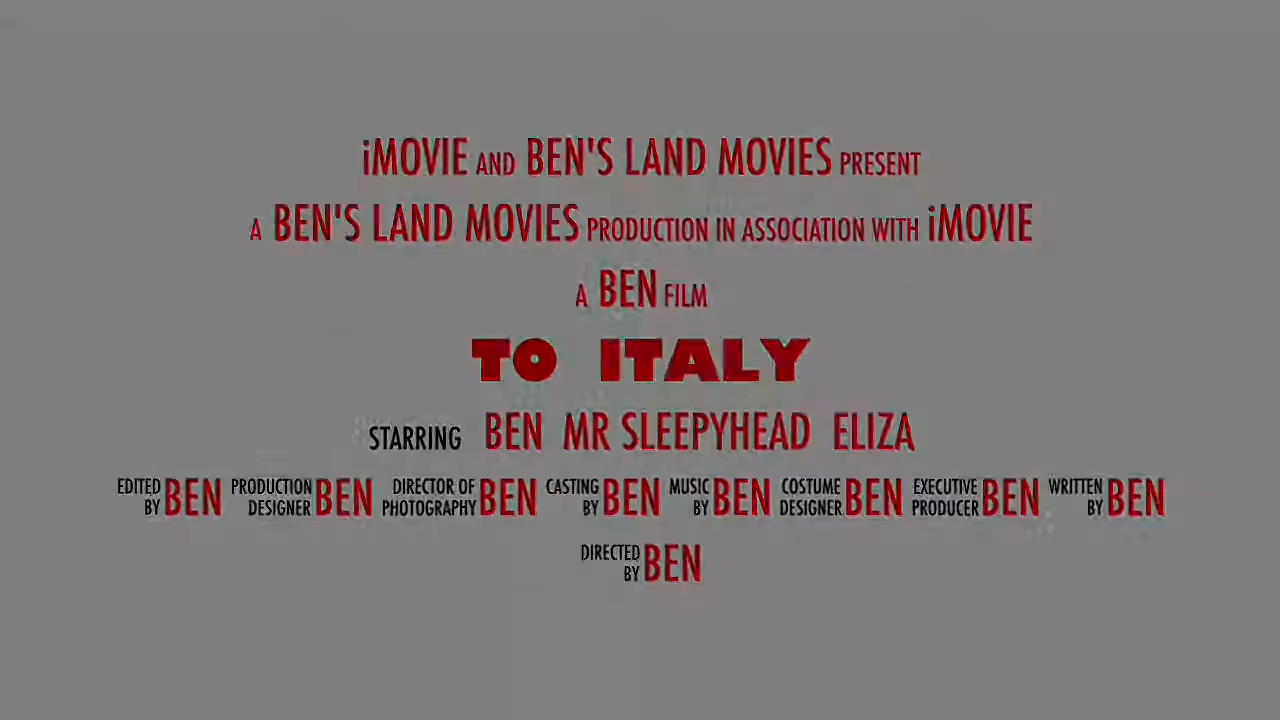 iMOVIE AND BEN'S LAND MOVIES PRESENT
A BEN'S LAND MOVIES PRODUCTION IN ASSOCIATION WITH iMOVIE
A BEN FILM
TO ITALY
STARRING BEN MR SLEEPYHEAD ELIZA
EDITED BY BEN PRODUCTION DESIGNER BEN DIRECTOR OF PHOTOGRAPHY BEN CASTING BY BEN MUSIC BY BEN COSTUME DESIGNER BEN EXECUTIVE PRODUCER BEN WRITTEN BY BEN
DIRECTED BY BEN